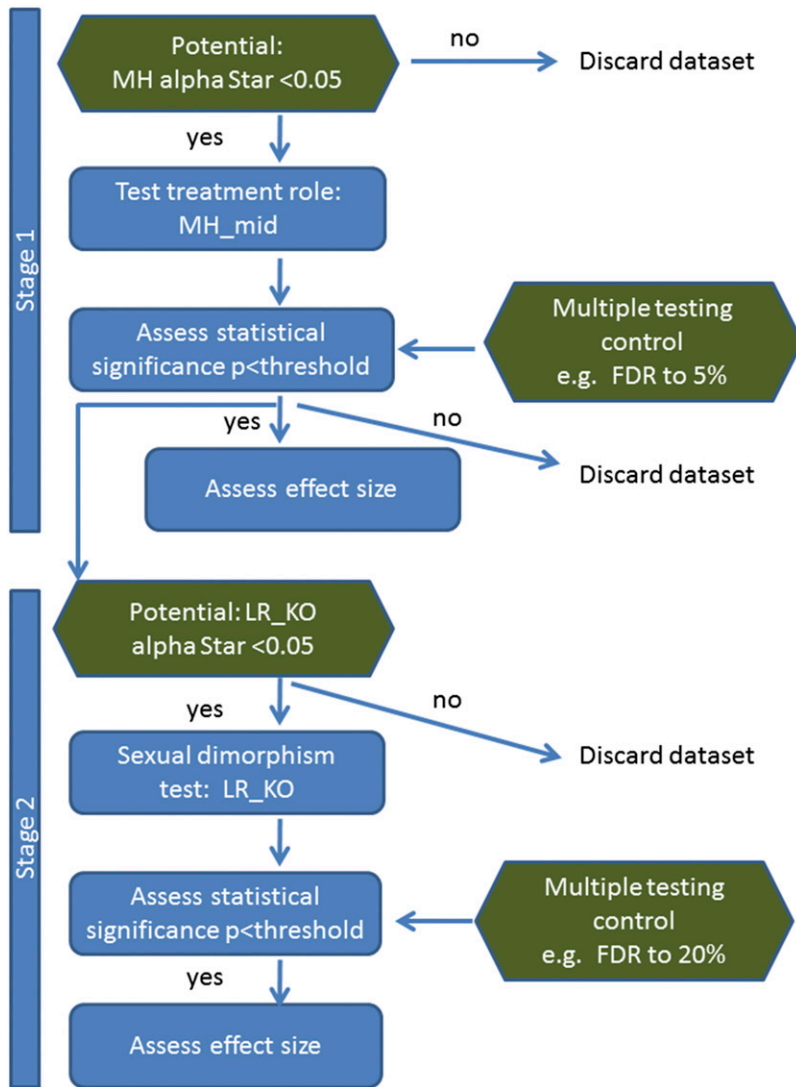 Potential:
MH alpha Star <0.05
no
Discard dataset
yes
Test treatment role:
MH_mid
Stage 1
Assess statistical
significance p<threshold
Multiple testing
control
e.g. FDR to 5%
yes
no
Assess effect size
Discard dataset
Potential: LR_KO
alpha Star <0.05
yes
no
Sexual dimorphism
test: LR_KO
Discard dataset
Stage 2
Assess statistical
significance p<threshold
Multiple testing
control
e.g. FDR to 20%
yes
Assess effect size